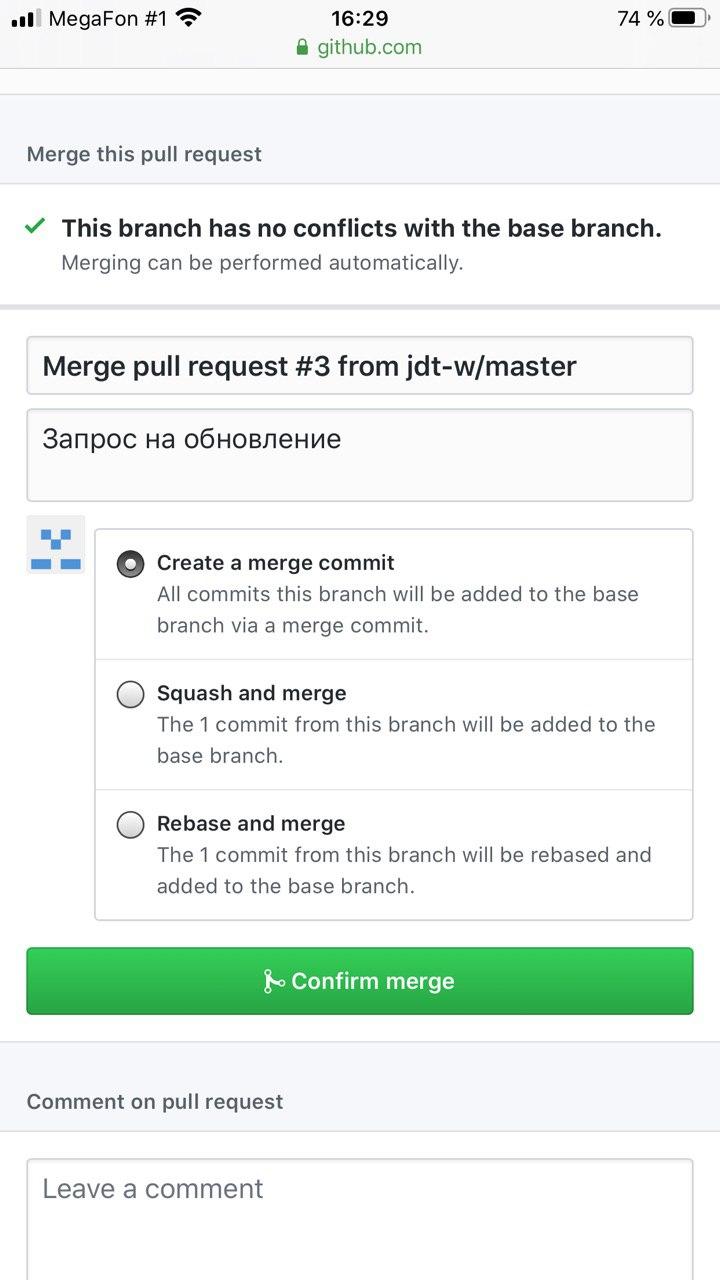 MegaFon #1 16:29 74 %
github.com
Merge this pull request
This branch has no conflicts with the base branch.
Merging can be performed automatically.
Merge pull request #3 from jdt-w/master
Запрос на обновление
Create a merge commit
All commits this branch will be added to the base
branch via a merge commit.
Squash and merge
The 1 commit from this branch will be added to the
base branch.
Rebase and merge
The 1 commit from this branch will be rebased and
added to the base branch.
Confirm merge
Comment on pull request
Leave a comment